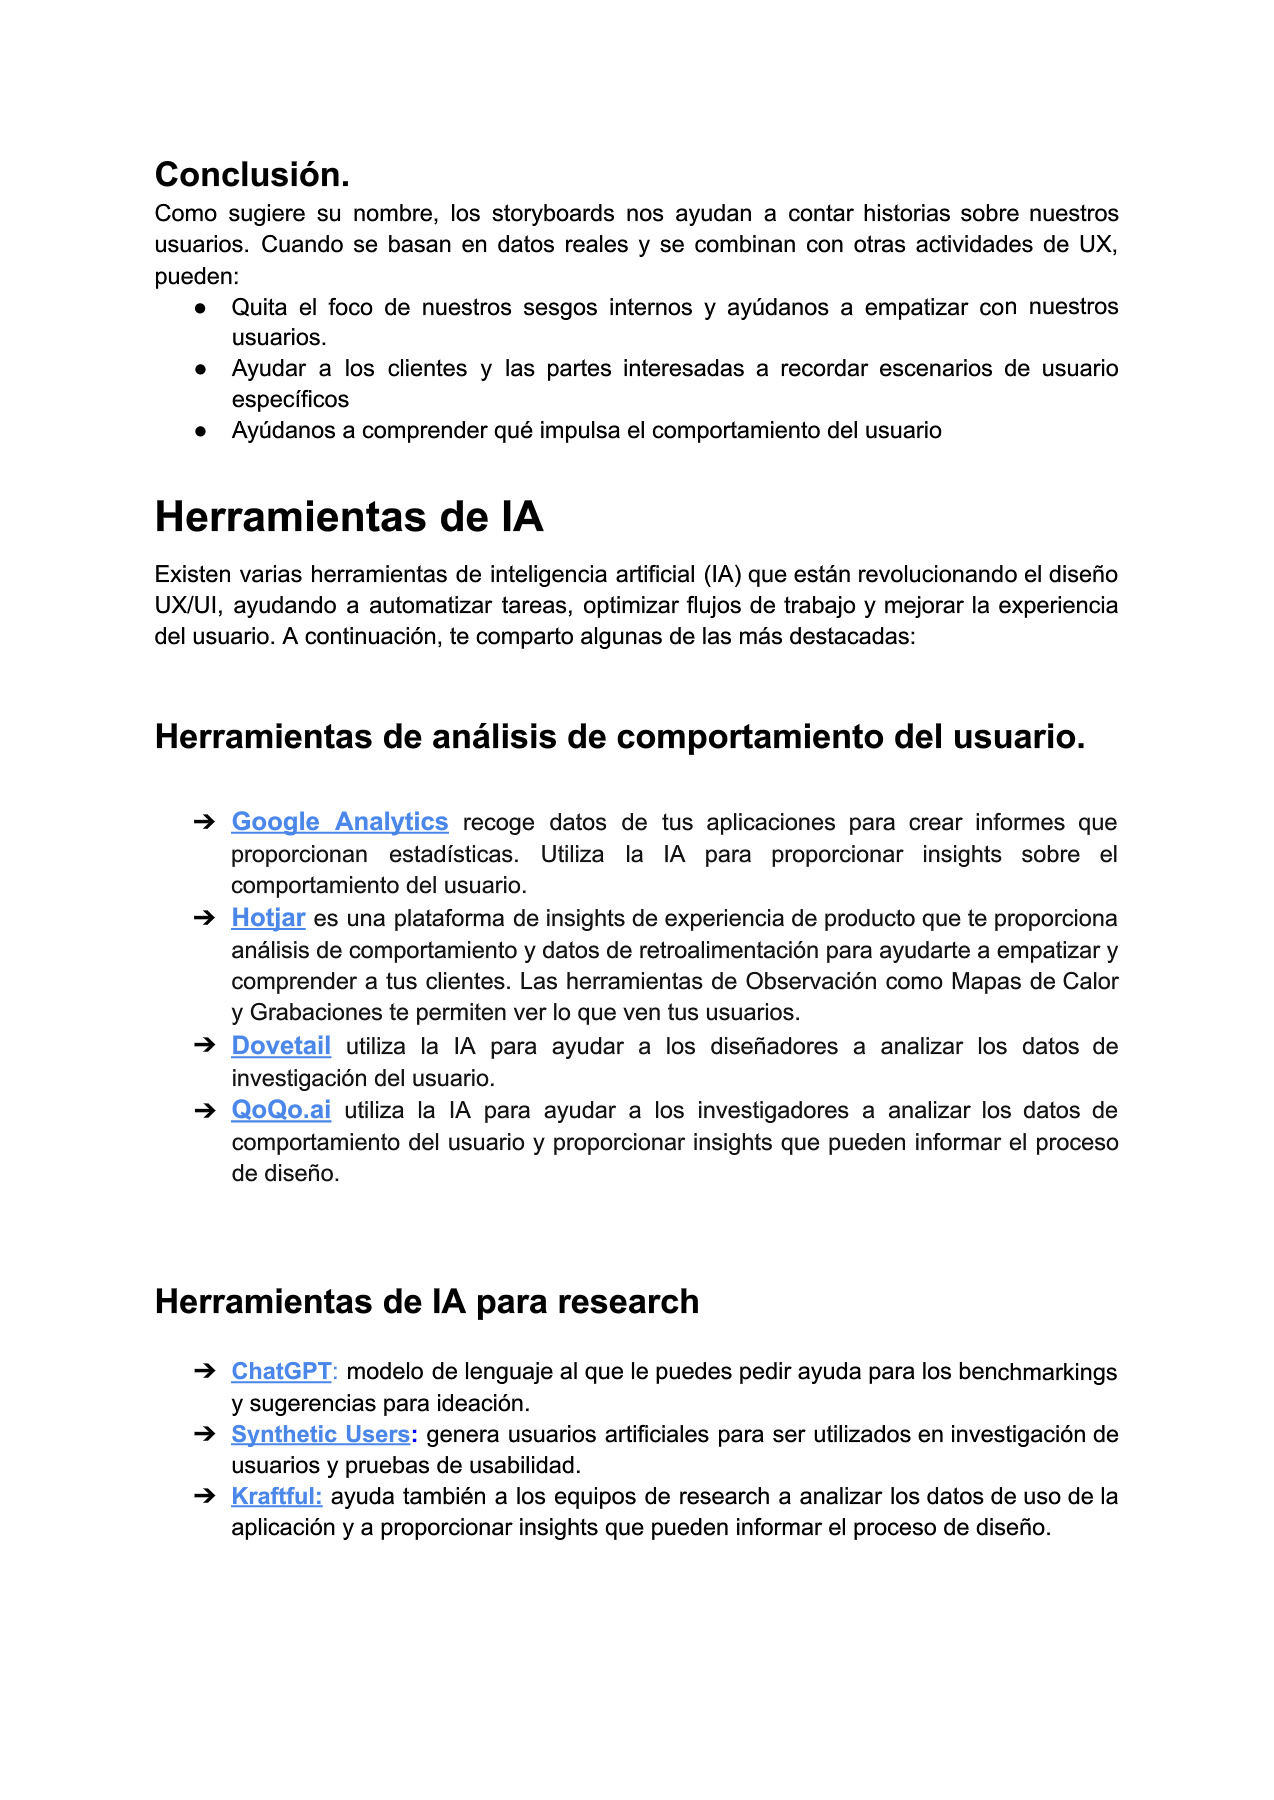 Conclusión.
Como sugiere su nombre, los storyboards nos ayudan a contar historias sobre nuestros
usuarios. Cuando se basan en datos reales y se combinan con otras actividades de UX,
pueden:
● Quita el foco de nuestros sesgos internos y ayúdanos a empatizar con nuestros
usuarios.
● Ayudar a los clientes y las partes interesadas a recordar escenarios de usuario
específicos
● Ayúdanos a comprender qué impulsa el comportamiento del usuario
Herramientas de IA
Existen varias herramientas de inteligencia artificial (IA) que están revolucionando el diseño
UX/UI, ayudando a automatizar tareas, optimizar flujos de trabajo y mejorar la experiencia
del usuario. A continuación, te comparto algunas de las más destacadas:
Herramientas de análisis de comportamiento del usuario.
➔ Google Analytics recoge datos de tus aplicaciones para crear informes que
proporcionan estadísticas. Utiliza la IA para proporcionar insights sobre el
comportamiento del usuario.
➔ Hotjar es una plataforma de insights de experiencia de producto que te proporciona
análisis de comportamiento y datos de retroalimentación para ayudarte a empatizar y
comprender a tus clientes. Las herramientas de Observación como Mapas de Calor
y Grabaciones te permiten ver lo que ven tus usuarios.
➔ Dovetail utiliza la IA para ayudar a los diseñadores a analizar los datos de
investigación del usuario.
➔ QoQo.ai utiliza la IA para ayudar a los investigadores a analizar los datos de
comportamiento del usuario y proporcionar insights que pueden informar el proceso
de diseño.
Herramientas de IA para research
➔ ChatGPT: modelo de lenguaje al que le puedes pedir ayuda para los benchmarkings
y sugerencias para ideación.
➔ Synthetic Users: genera usuarios artificiales para ser utilizados en investigación de
usuarios y pruebas de usabilidad.
➔ Kraftful: ayuda también a los equipos de research a analizar los datos de uso de la
aplicación y a proporcionar insights que pueden informar el proceso de diseño.